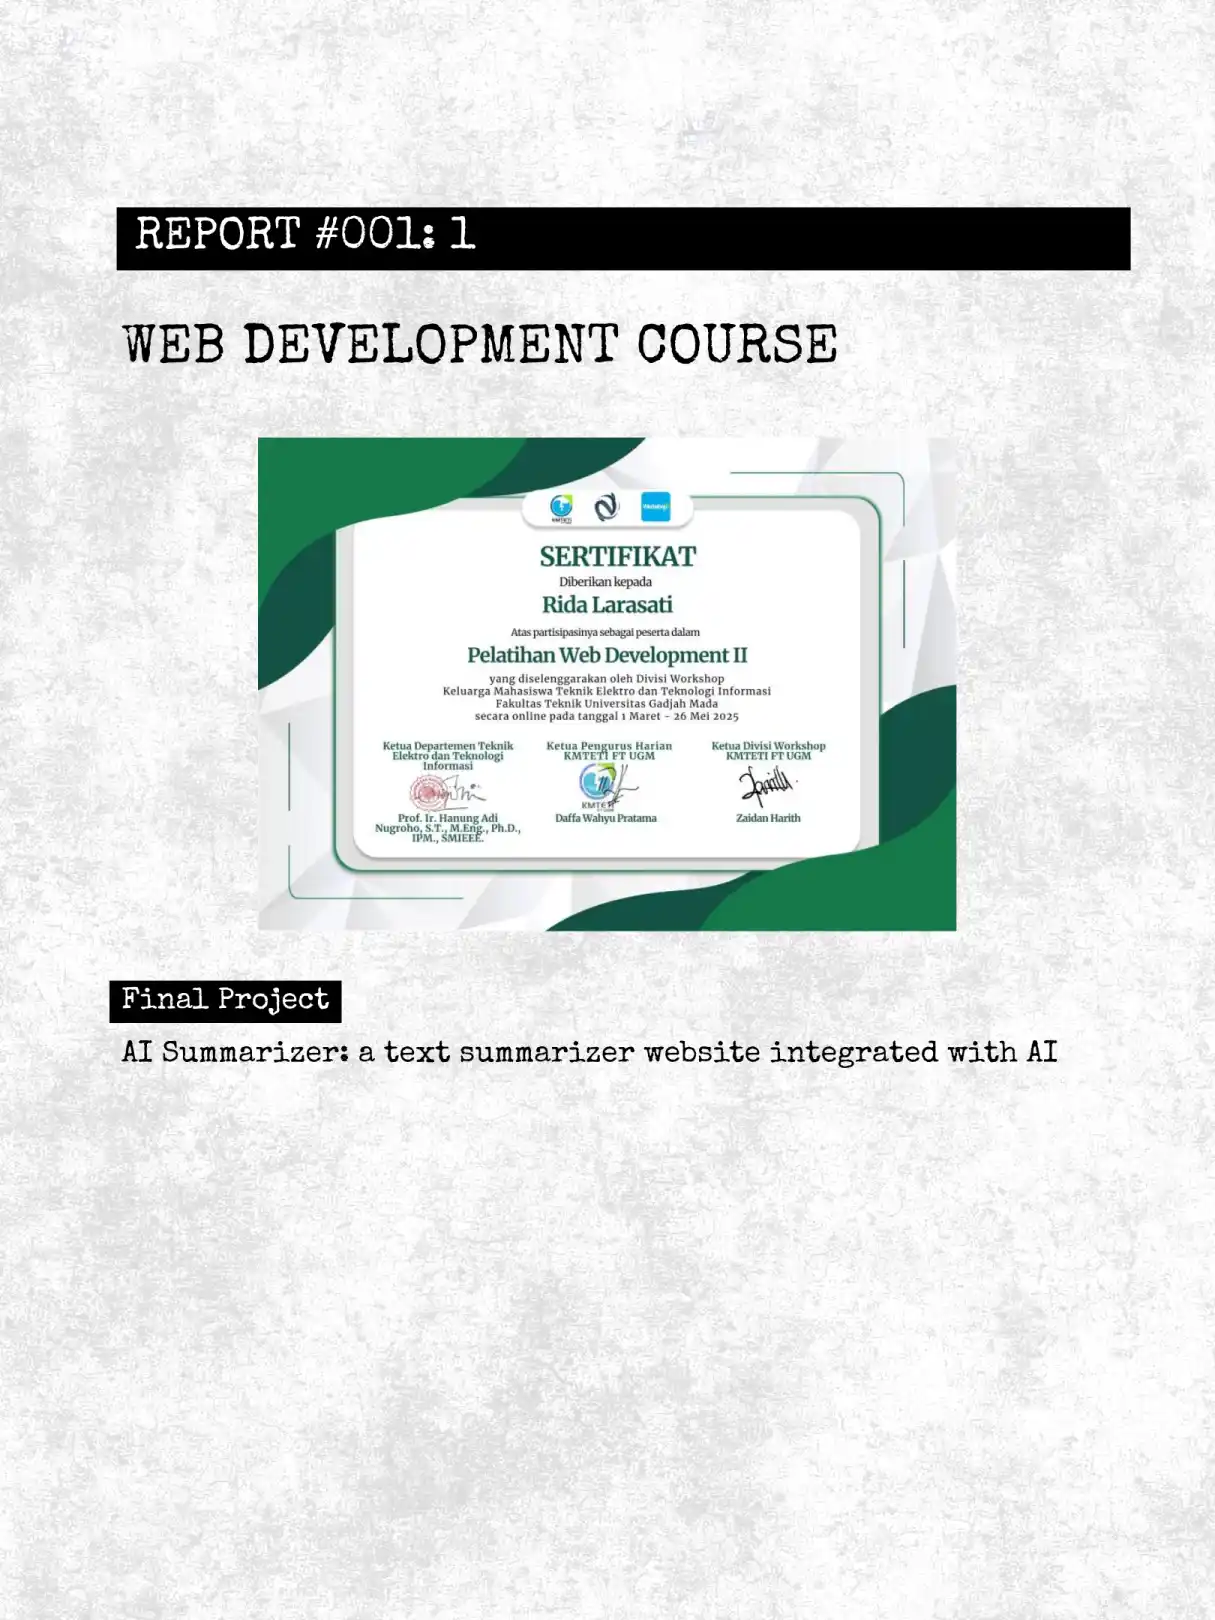 REPORT #001: 1
WEB DEVELOPMENT COURSE
KMTETI
SERTIFIKAT
Diberikan kepada
Rida Larasati
Atas partisipasinya sebagai peserta dalam
Pelatihan Web Development II
yang diselenggarakan oleh Divisi Workshop
Keluarga Mahasiswa Teknik Elektro dan Teknologi Informasi
Fakultas Teknik Universitas Gadjah Mada
secara online pada tanggal 1 Maret - 26 Mei 2025
Ketua Departemen Teknik
Elektro dan Teknologi
Informasi
Ketua Pengurus Harian
KMTETI FT UGM
Ketua Divisi Workshop
KMTETI FT UGM
KMTETI
Prof. Ir. Hanung Adi
Nugroho, S.T., M.Eng., Ph.D.,
IPM., SMIEEE.
Daffa Wahyu Pratama
Zaidan Harith
Final Project
AI Summarizer: a text summarizer website integrated with AI